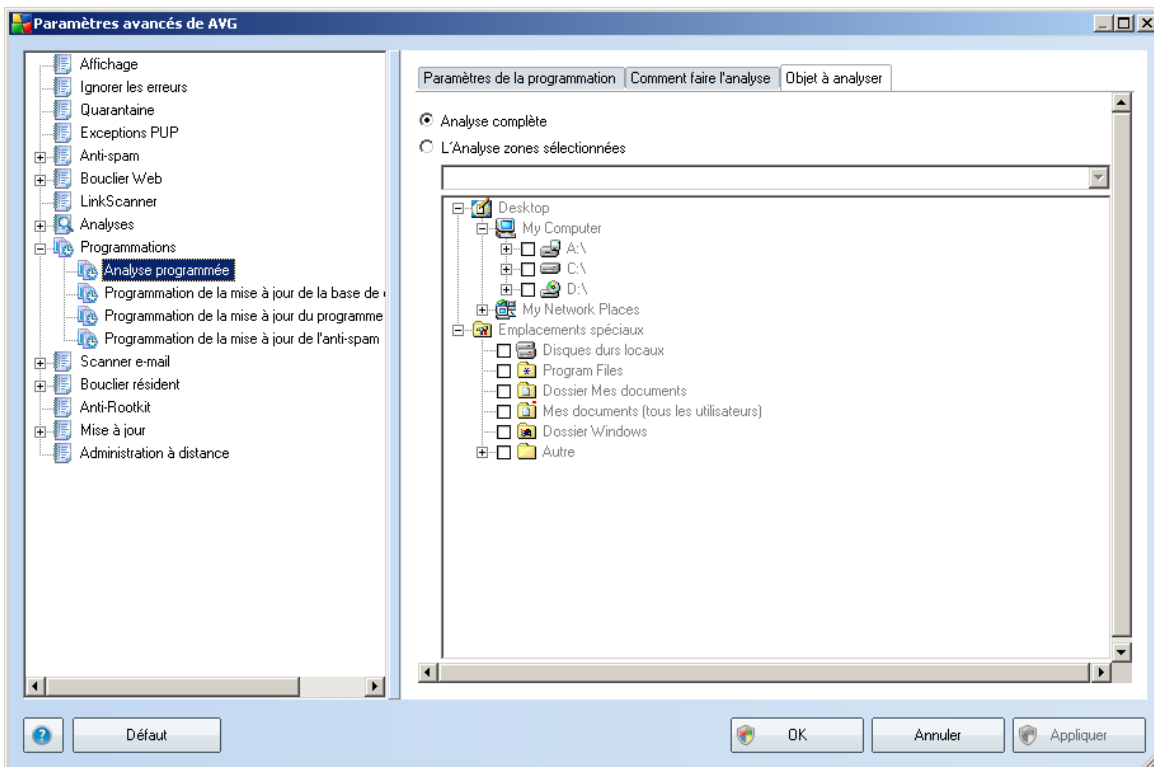 Paramètres avancés de AVG
Affichage
Ignorer les erreurs
Quarantaine
Exceptions PUP
Anti-spam
Bouclier Web
LinkScanner
Analyses
Programmations
Analyse programmée
Programmation de la mise à jour de la base de
Programmation de la mise à jour du programme
Programmation de la mise à jour de l'anti-spam
Scanner e-mail
Bouclier résident
Anti-Rootkit
Mise à jour
Administration à distance
Paramètres de la programmation Comment faire l'analyse Objet à analyser
Analyse complète
L´Analyse zones sélectionnées
Desktop
My Computer
A:\
C:\
D:\
My Network Places
Emplacements spéciaux
Disques durs locaux
Program Files
Dossier Mes documents
Mes documents (tous les utilisateurs)
Dossier Windows
Autre
Défaut OK Annuler Appliquer